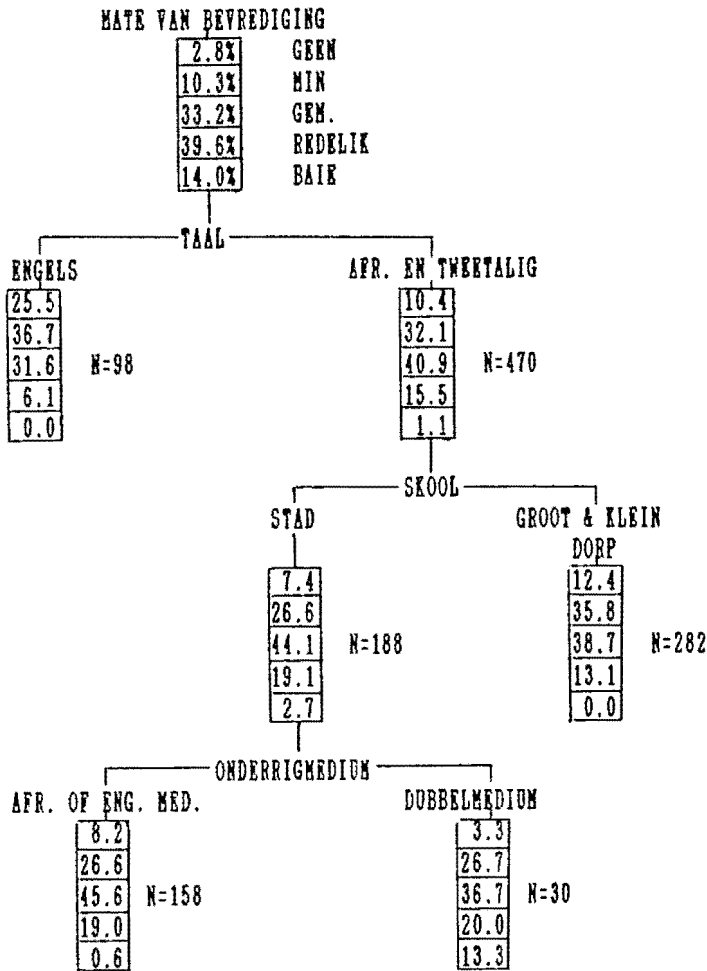 MATE VAN BEVREDIGING
2.8% GEEN
10.3% MIN
33.2% GEM.
39.6% REDELIK
14.0% BAIE
TAAL
ENGELS AFR. EN TWEETALIG
25.5 10.4
36.7 32.1
31.6 N=98 40.9 N=470
6.1 15.5
0.0 1.1
SKOOL
STAD GROOT & KLEIN
DORP
7.4 12.4
26.6 35.8
44.1 N=188 38.7 N=282
19.1 13.1
2.7 0.0
ONDERRIGMEDIUM
AFR. OF ENG. MED. DUBBELMEDIUM
8.2 3.3
26.6 26.7
45.6 N=158 36.7 N=30
19.0 20.0
0.6 13.3